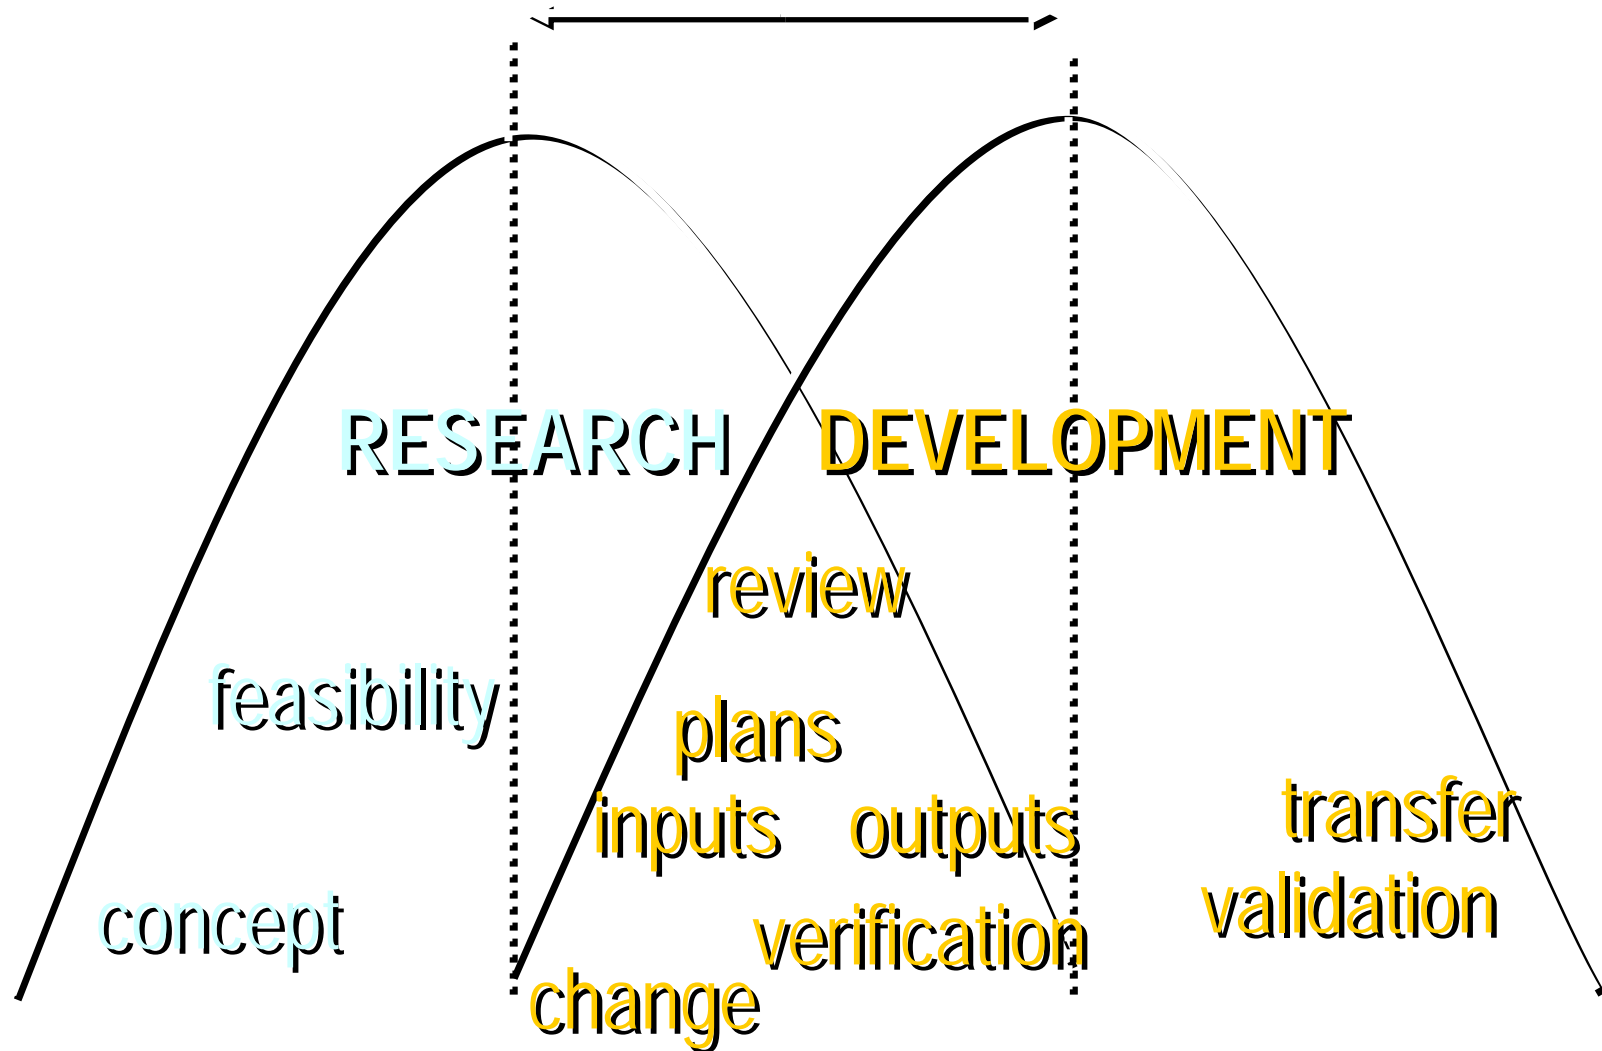 RESEARCH DEVELOPMENT
review
feasibility
plans
inputs outputs
transfer
concept
verification
validation
change